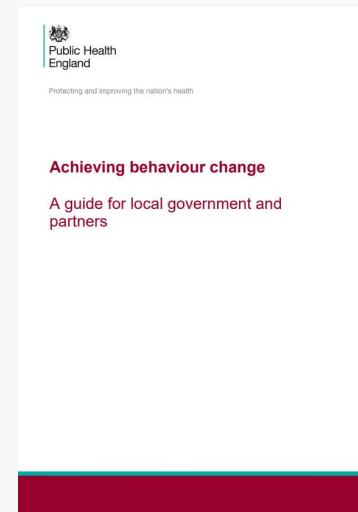 Public Health
England
Protecting and improving the nation's health
Achieving behaviour change
A guide for local government and
partners